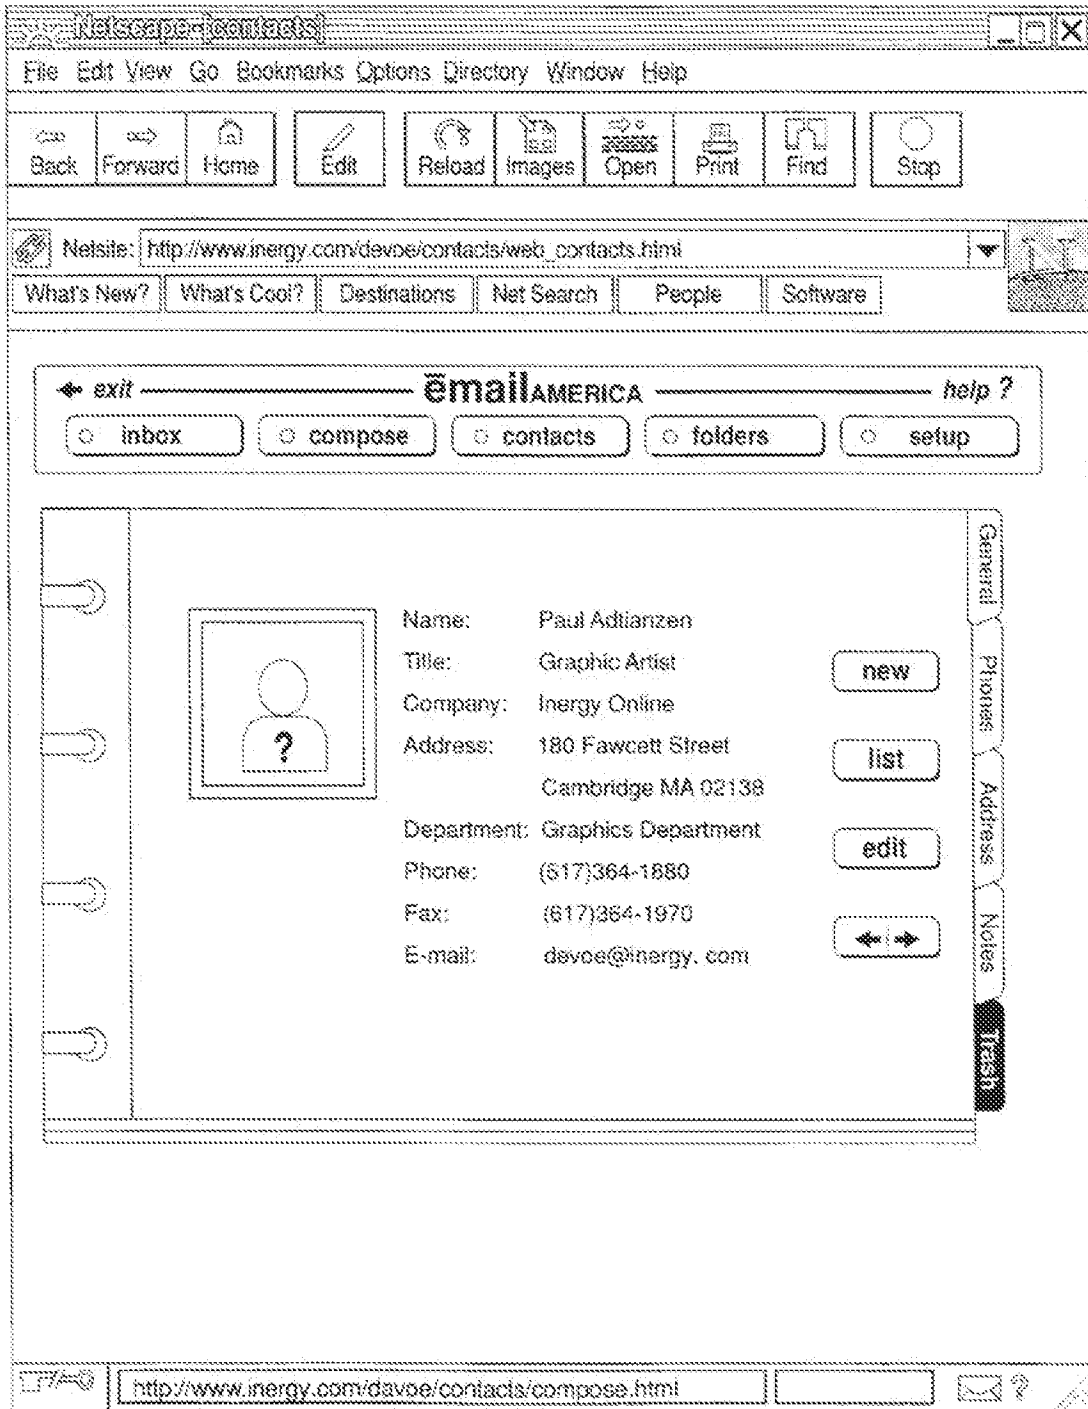 Netscape-[contacts]
File Edit View Go Bookmarks Options Directory Window Help
Back Forward Home Edit Reload Images Open Print Find Stop
Netsite: http://www.inergy.com/devoe/contacts/web_contacts.html
What's New? What's Cool? Destinations Net Search People Software
exit ēmailAMERICA help ?
inbox compose contacts folders setup
General
Phones
Address
Notes
Trash
?
Name: Paul Adtianzen
Title: Graphic Artist
Company: Inergy Online
Address: 180 Fawcett Street
Cambridge MA 02138
Department: Graphics Department
Phone: (617)364-1880
Fax: (617)364-1970
E-mail: devoe@inergy. com
new
list
edit
http://www.inergy.com/davoe/contacts/compose.html
?